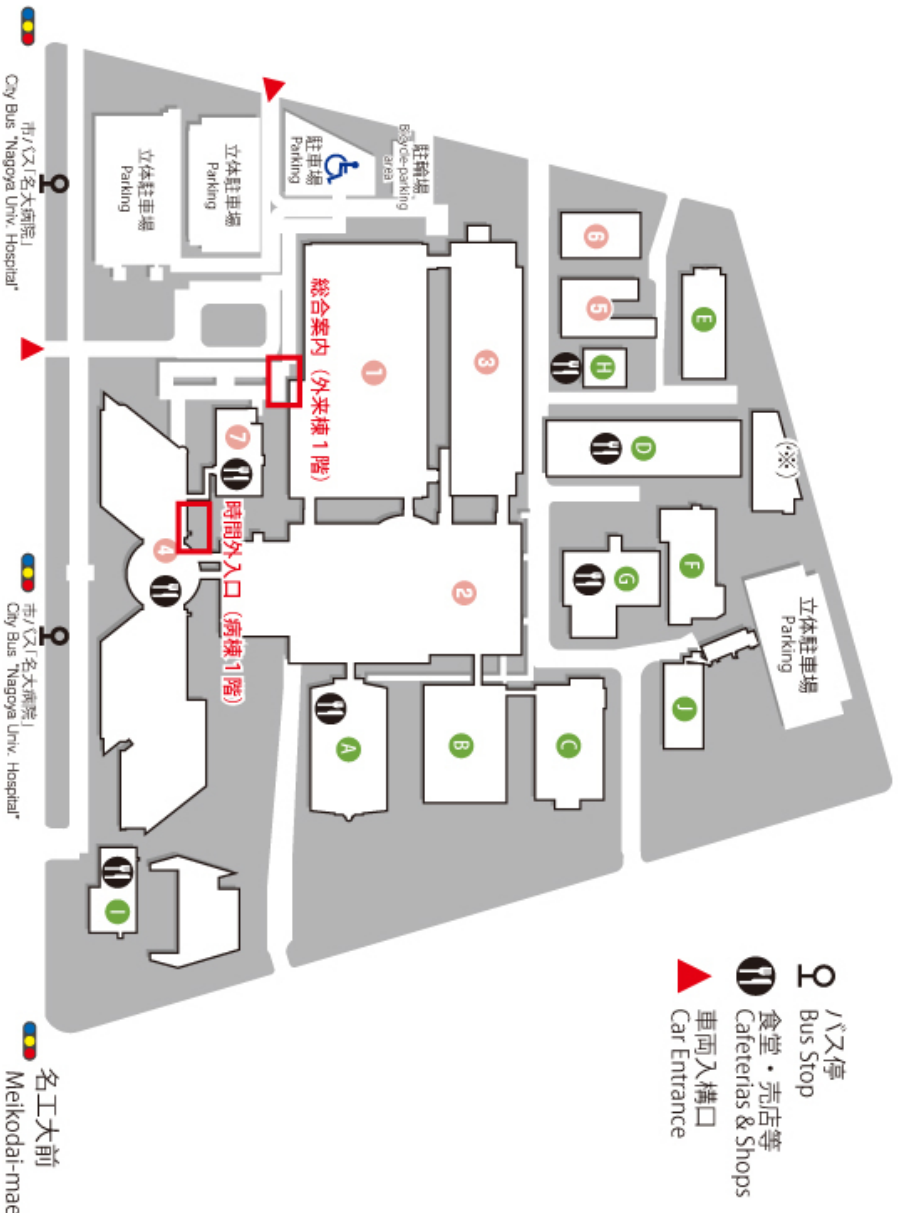 市バス「名大病院」
City Bus "Nagoya Univ. Hospital"
立体駐車場
Parking
立体駐車場
Parking
駐車場
Parking
駐輪場
Bicycle-parking
area
総合案内（外来棟1階）
時間外入口（病棟1階）
1
2
3
4
5
6
7
A
B
C
D
E
F
G
H
I
J
（※）
立体駐車場
Parking
市バス「名大病院」
City Bus "Nagoya Univ. Hospital"
名工大前
Meikodai-mae
バス停
Bus Stop
食堂・売店等
Cafeterias & Shops
車両入構口
Car Entrance